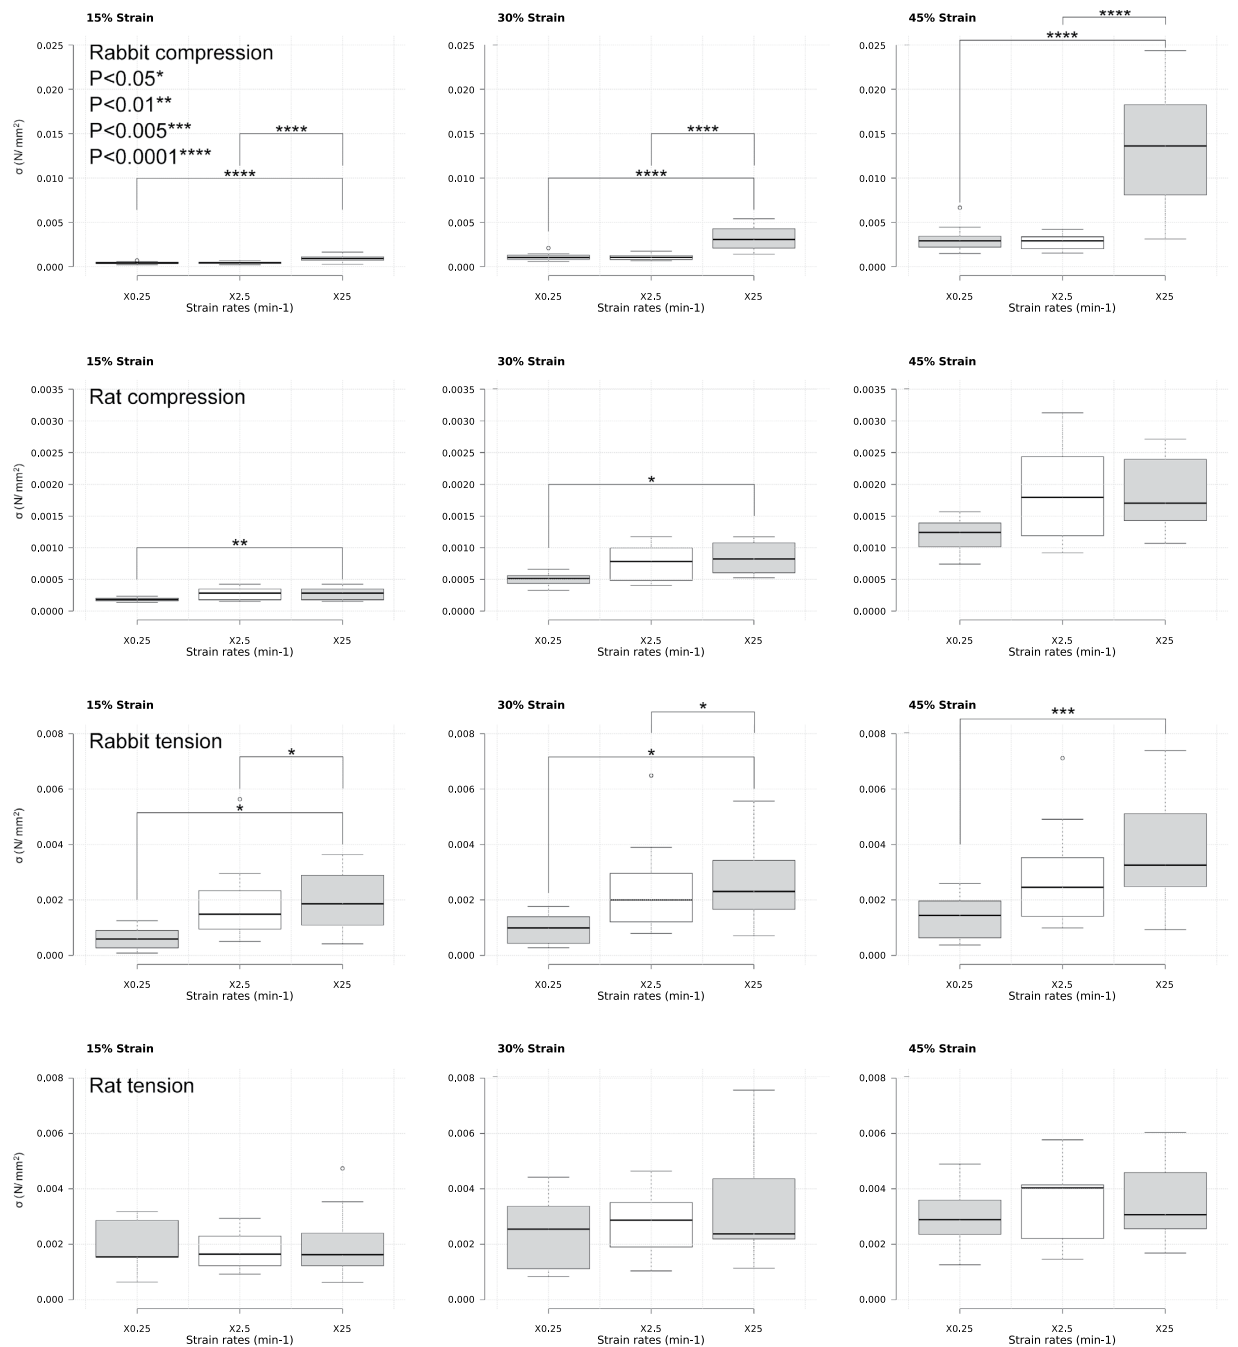 15% Strain
30% Strain
45% Strain
Rabbit compression
P<0.05*
P<0.01**
P<0.005***
P<0.0001****
σ (N/mm²)
0.025
0.020
0.015
0.010
0.005
0.000
****
****
X0.25
X2.5
X25
Strain rates (min-1)
0.025
0.020
0.015
0.010
0.005
0.000
****
****
X0.25
X2.5
X25
Strain rates (min-1)
0.025
0.020
0.015
0.010
0.005
0.000
****
****
X0.25
X2.5
X25
Strain rates (min-1)
15% Strain
30% Strain
45% Strain
Rat compression
σ (N/mm²)
0.0035
0.0030
0.0025
0.0020
0.0015
0.0010
0.0005
0.0000
**
X0.25
X2.5
X25
Strain rates (min-1)
0.0035
0.0030
0.0025
0.0020
0.0015
0.0010
0.0005
0.0000
*
X0.25
X2.5
X25
Strain rates (min-1)
0.0035
0.0030
0.0025
0.0020
0.0015
0.0010
0.0005
0.0000
X0.25
X2.5
X25
Strain rates (min-1)
15% Strain
30% Strain
45% Strain
Rabbit tension
σ (N/mm²)
0.008
0.006
0.004
0.002
0.000
*
*
X0.25
X2.5
X25
Strain rates (min-1)
0.008
0.006
0.004
0.002
0.000
*
*
X0.25
X2.5
X25
Strain rates (min-1)
0.008
0.006
0.004
0.002
0.000
***
X0.25
X2.5
X25
Strain rates (min-1)
15% Strain
30% Strain
45% Strain
Rat tension
σ (N/mm²)
0.008
0.006
0.004
0.002
0.000
X0.25
X2.5
X25
Strain rates (min-1)
0.008
0.006
0.004
0.002
0.000
X0.25
X2.5
X25
Strain rates (min-1)
0.008
0.006
0.004
0.002
0.000
X0.25
X2.5
X25
Strain rates (min-1)